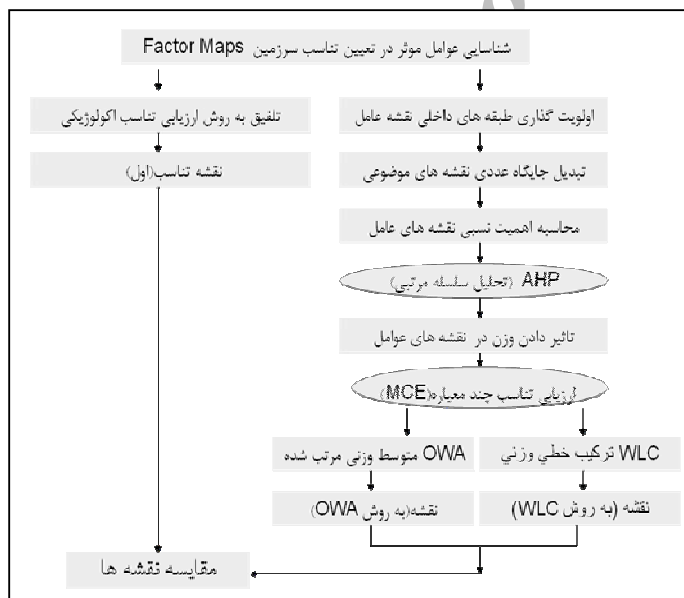 شناسایی عوامل موثر در تعیین تناسب سرزمین Factor Maps
اولویت گذاری طبقه های داخلی نقشه عامل
تلفیق به روش ارزیابی تناسب اکولوژیکی
تبدیل جایگاه عددی نقشه های موضوعی
نقشه تناسب(اول)
محاسبه اهمیت نسبی نقشه های عامل
AHP (تحلیل سلسله مرتبی)
تاثیر دادن وزن در نقشه های عوامل
ارزیابی تناسب چند معیاره(MCE)
WLC ترکیب خطي وزني
OWA متوسط وزنی مرتب شده
نقشه (به روش WLC)
نقشه(به روش OWA)
مقایسه نقشه ها